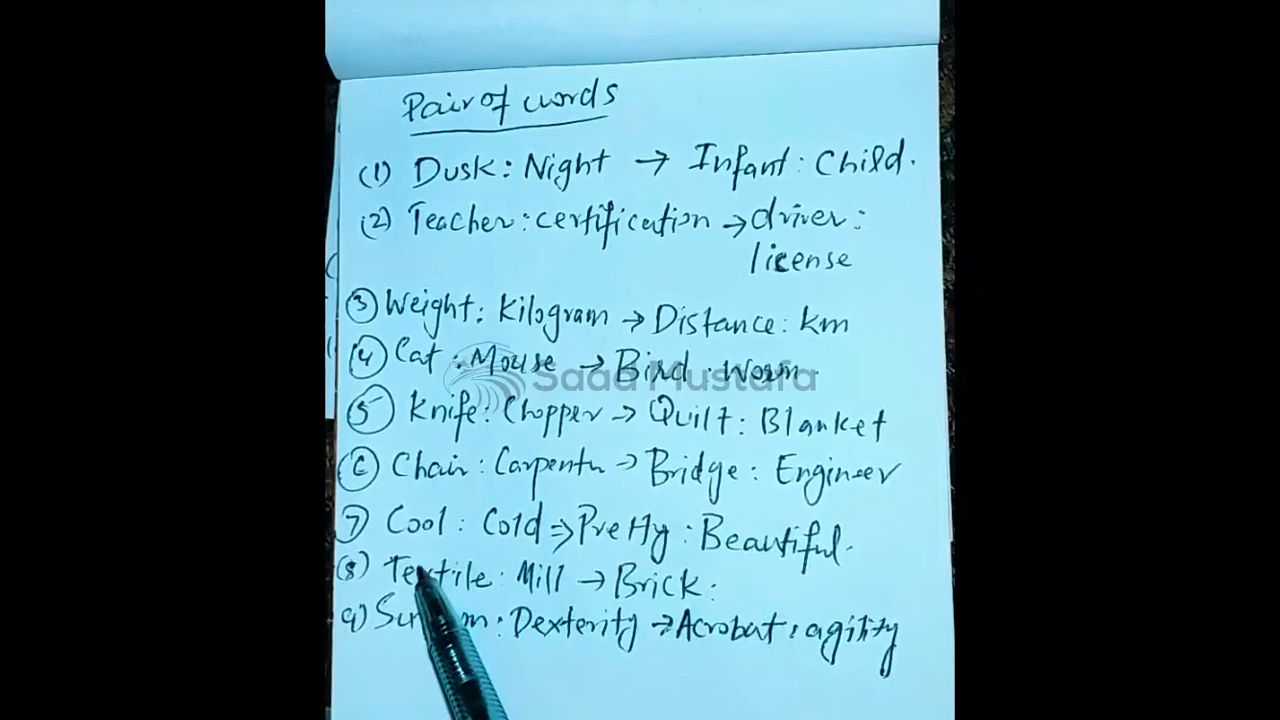 Pair of words
(1) Dusk: Night → Infant: Child.
(2) Teacher: certification → driver:
license
③ Weight: Kilogram → Distance: km
④ Cat: Mouse → Bird. Worm.
Saad Mustafa
⑤ Knife: Chopper → Quilt: Blanket
⑥ Chair: Carpenter → Bridge: Engineer
7) Cool: Cold ⇒ Pretty: Beautiful.
(8) Textile: Mill → Brick:
9) : Dexterity → Acrobat: agility